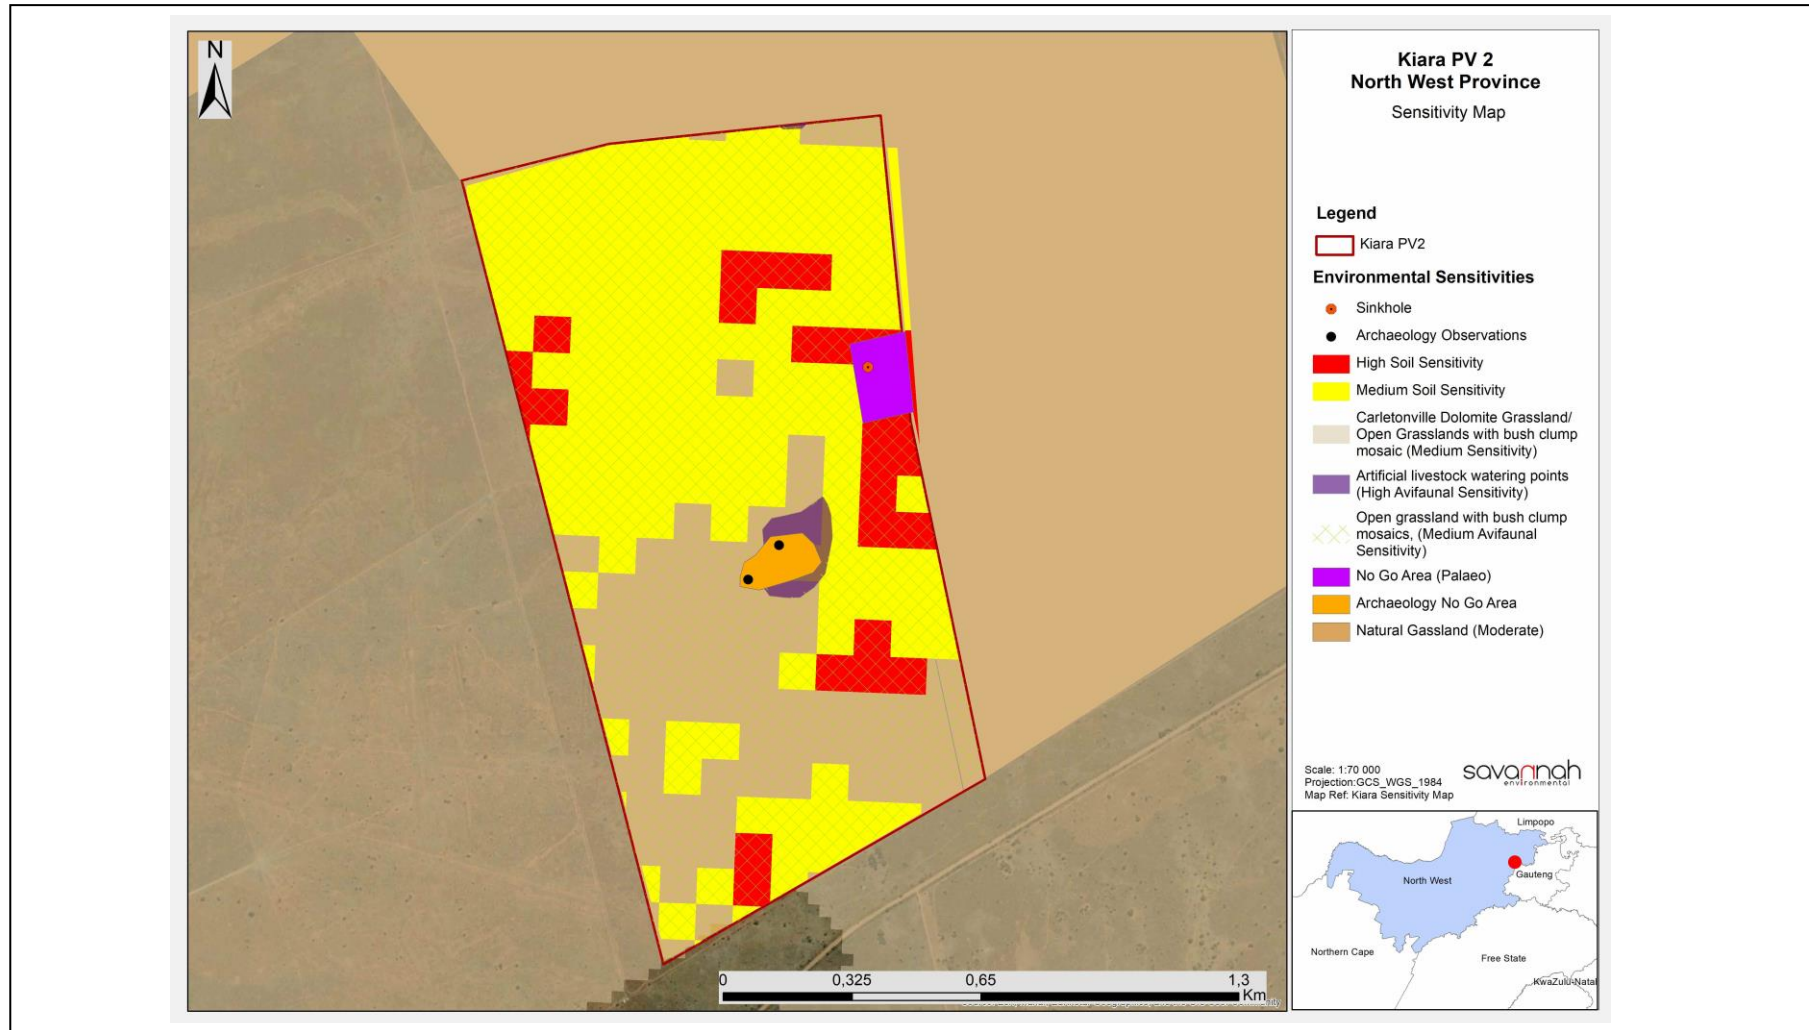 N
Kiara PV 2
North West Province
Sensitivity Map
Legend
Kiara PV2
Environmental Sensitivities
Sinkhole
Archaeology Observations
High Soil Sensitivity
Medium Soil Sensitivity
Carletonville Dolomite Grassland/
Open Grasslands with bush clump
mosaic (Medium Sensitivity)
Artificial livestock watering points
(High Avifaunal Sensitivity)
Open grassland with bush clump
mosaics, (Medium Avifaunal
Sensitivity)
No Go Area (Palaeo)
Archaeology No Go Area
Natural Gassland (Moderate)
Scale: 1:70 000
Projection:GCS_WGS_1984
Map Ref: Kiara Sensitivity Map
savannah
environmental
Limpopo
North West
Gauteng
Northern Cape
Free State
KwaZulu-Natal
0 0,325 0,65 1,3
Km